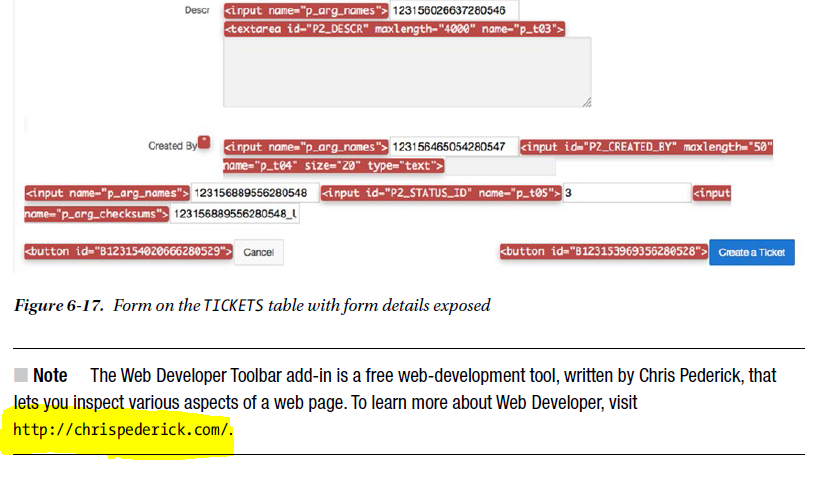 Descr <input name="p_arg_names"> 123156026637280546
<textarea id="P2_DESCR" maxlength="4000" name="p_t03">
Created By * <input name="p_arg_names"> 123156465054280547 <input id="P2_CREATED_BY" maxlength="50"
name="p_t04" size="20" type="text">
<input name="p_arg_names"> 123156889556280548 <input id="P2_STATUS_ID" name="p_t05"> 3 <input
name="p_arg_checksums"> 123156889556280548_
<button id="B123154020666280529"> Cancel <button id="B123153969356280528"> Create a Ticket
Figure 6-17. Form on the TICKETS table with form details exposed
Note The Web Developer Toolbar add-in is a free web-development tool, written by Chris Pederick, that
lets you inspect various aspects of a web page. To learn more about Web Developer, visit
http://chrispederick.com/.